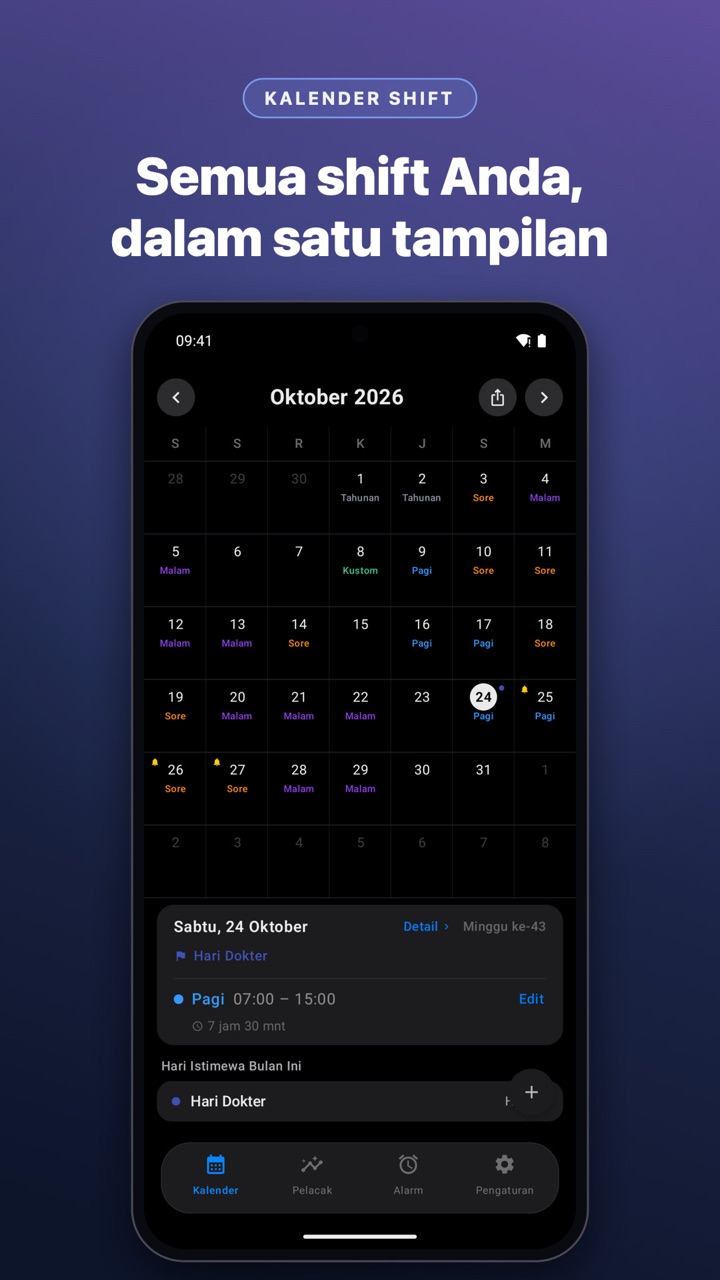 KALENDER SHIFT
Semua shift Anda,
dalam satu tampilan
09:41
Oktober 2026
S S R K J S M
28 29 30 1 2 3 4
Tahunan Tahunan Sore Malam
5 6 7 8 9 10 11
Malam Kustom Pagi Sore Sore
12 13 14 15 16 17 18
Malam Malam Sore Pagi Pagi Sore
19 20 21 22 23 24 25
Sore Malam Malam Malam Pagi Pagi
26 27 28 29 30 31 1
Sore Sore Malam Malam
2 3 4 5 6 7 8
Sabtu, 24 Oktober Detail › Minggu ke-43
Hari Dokter
Pagi 07:00 – 15:00 Edit
7 jam 30 mnt
Hari Istimewa Bulan Ini
Hari Dokter
Kalender Pelacak Alarm Pengaturan